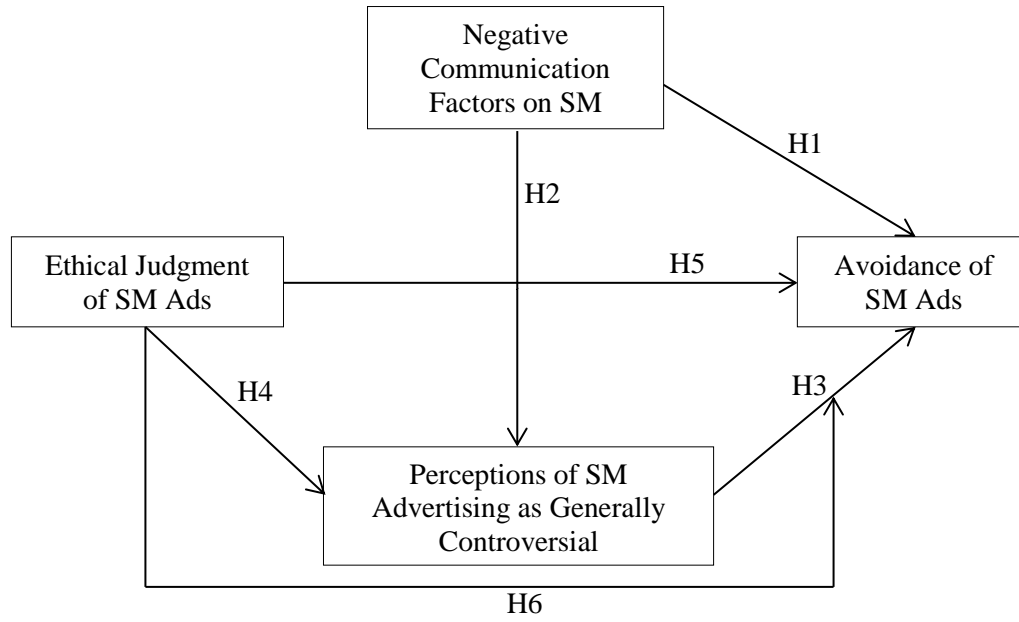 Negative
Communication
Factors on SM
H1
H2
Ethical Judgment
of SM Ads
H5
Avoidance of
SM Ads
H4
H3
Perceptions of SM
Advertising as Generally
Controversial
H6